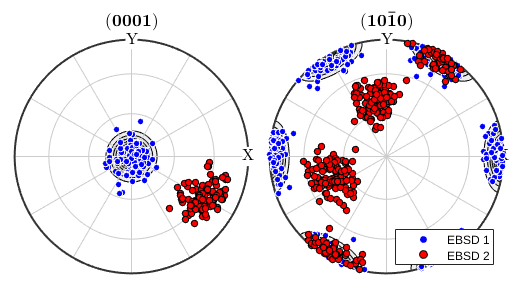 (0001)
(101̄0)
Y
Y
X
X
EBSD 1
EBSD 2